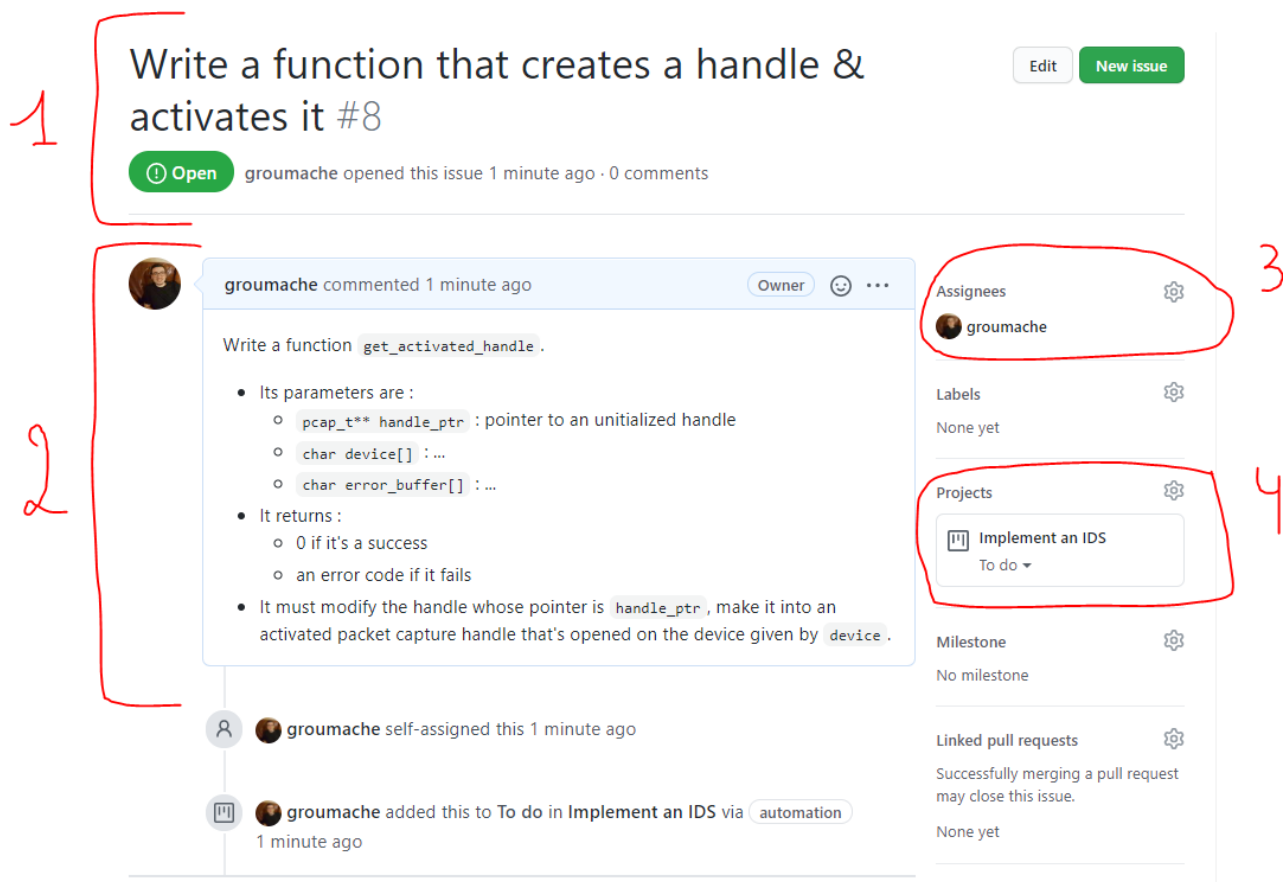 1
Write a function that creates a handle &
activates it #8
Edit
New issue
Open
groumache opened this issue 1 minute ago · 0 comments
2
groumache commented 1 minute ago
Owner
Write a function get_activated_handle .
Its parameters are :
pcap_t** handle_ptr : pointer to an unitialized handle
char device[] : ...
char error_buffer[] : ...
It returns :
0 if it's a success
an error code if it fails
It must modify the handle whose pointer is handle_ptr , make it into an
activated packet capture handle that's opened on the device given by device .
groumache self-assigned this 1 minute ago
groumache added this to To do in Implement an IDS via automation
1 minute ago
3
Assignees
groumache
Labels
None yet
4
Projects
Implement an IDS
To do
Milestone
No milestone
Linked pull requests
Successfully merging a pull request
may close this issue.
None yet